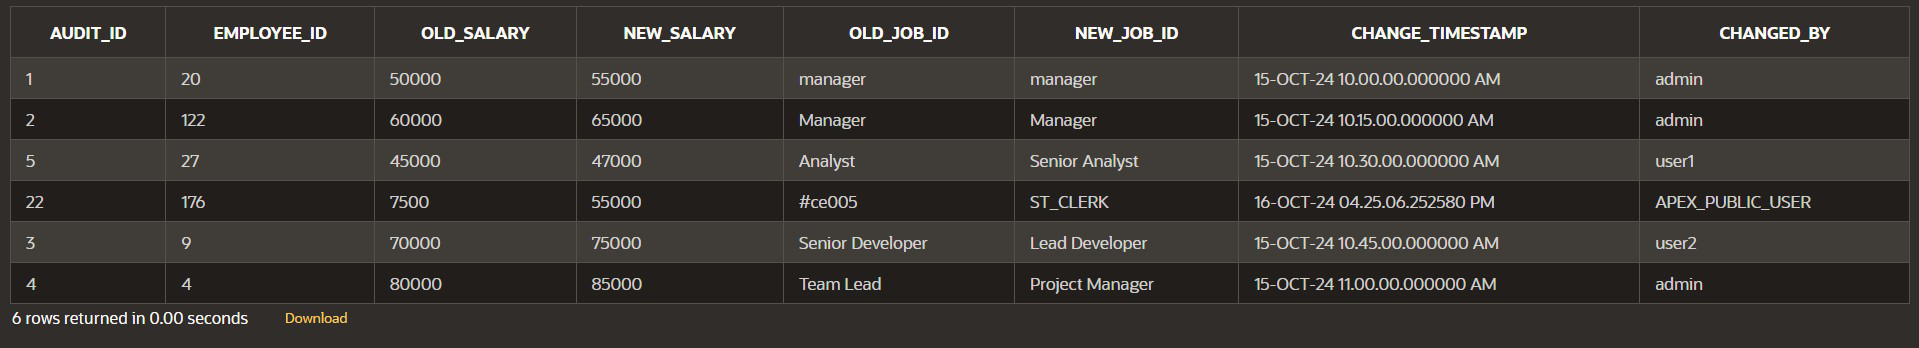 AUDIT_ID EMPLOYEE_ID OLD_SALARY NEW_SALARY OLD_JOB_ID NEW_JOB_ID CHANGE_TIMESTAMP CHANGED_BY
1 20 50000 55000 manager manager 15-OCT-24 10.00.00.000000 AM admin
2 122 60000 65000 Manager Manager 15-OCT-24 10.15.00.000000 AM admin
5 27 45000 47000 Analyst Senior Analyst 15-OCT-24 10.30.00.000000 AM user1
22 176 7500 55000 #ce005 ST_CLERK 16-OCT-24 04.25.06.252580 PM APEX_PUBLIC_USER
3 9 70000 75000 Senior Developer Lead Developer 15-OCT-24 10.45.00.000000 AM user2
4 4 80000 85000 Team Lead Project Manager 15-OCT-24 11.00.00.000000 AM admin
6 rows returned in 0.00 seconds Download